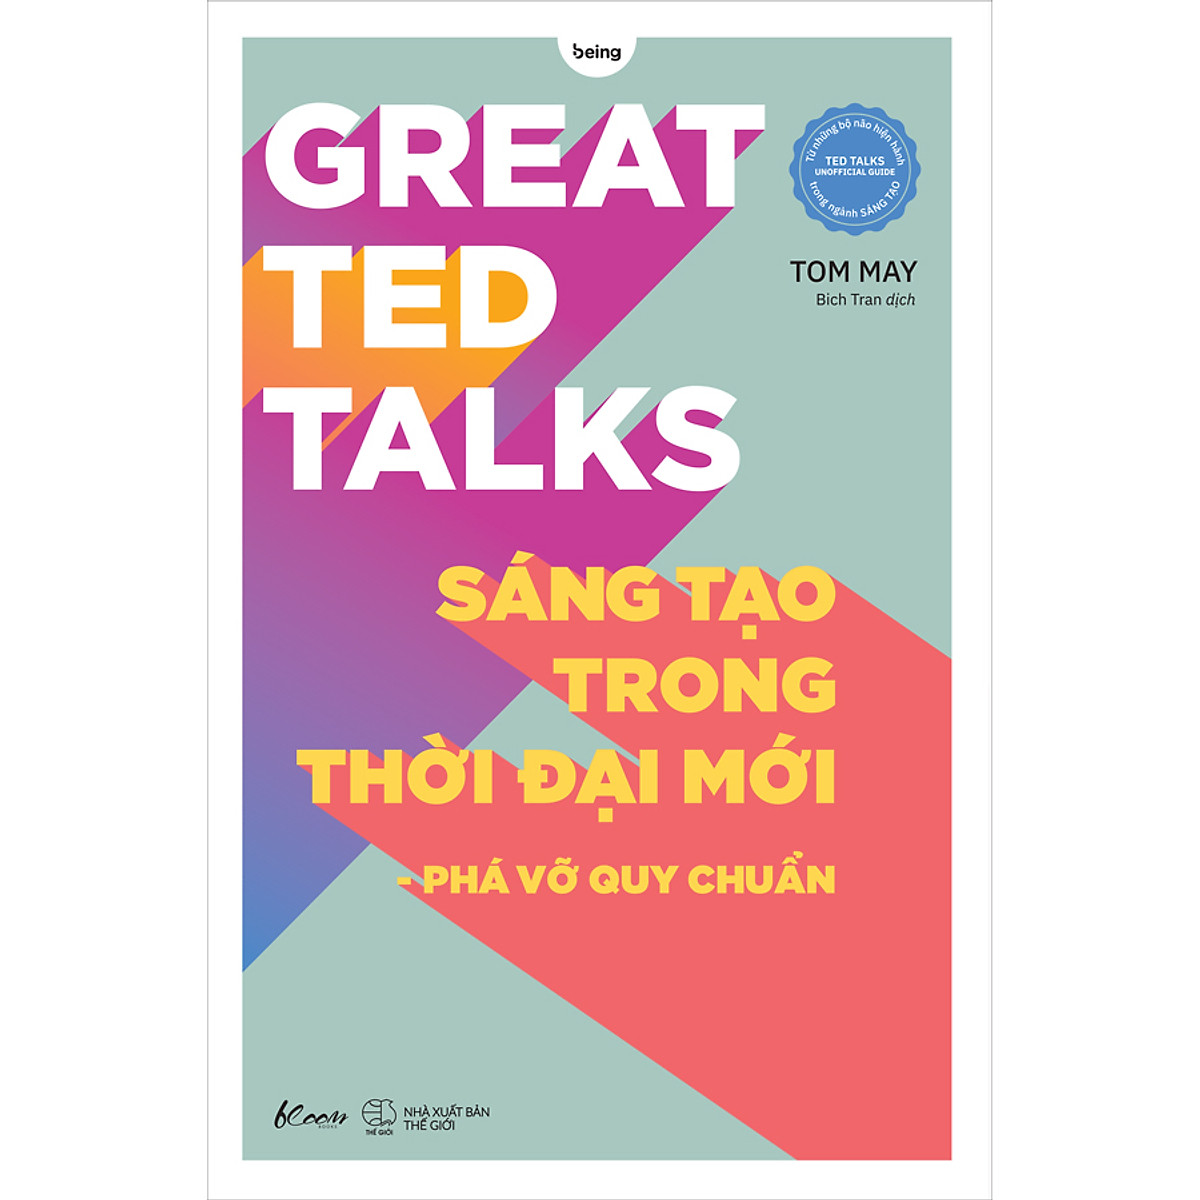 being
GREAT
TED
TALKS
Từ những bộ não hiện hành
TED TALKS
UNOFFICIAL GUIDE
trong ngành SÁNG TẠO
TOM MAY
Bich Tran dịch
SÁNG TẠO
TRONG
THỜI ĐẠI MỚI
- PHÁ VỠ QUY CHUẨN
bloom
BOOKS
THẾ GIỚI
NHÀ XUẤT BẢN
THẾ GIỚI